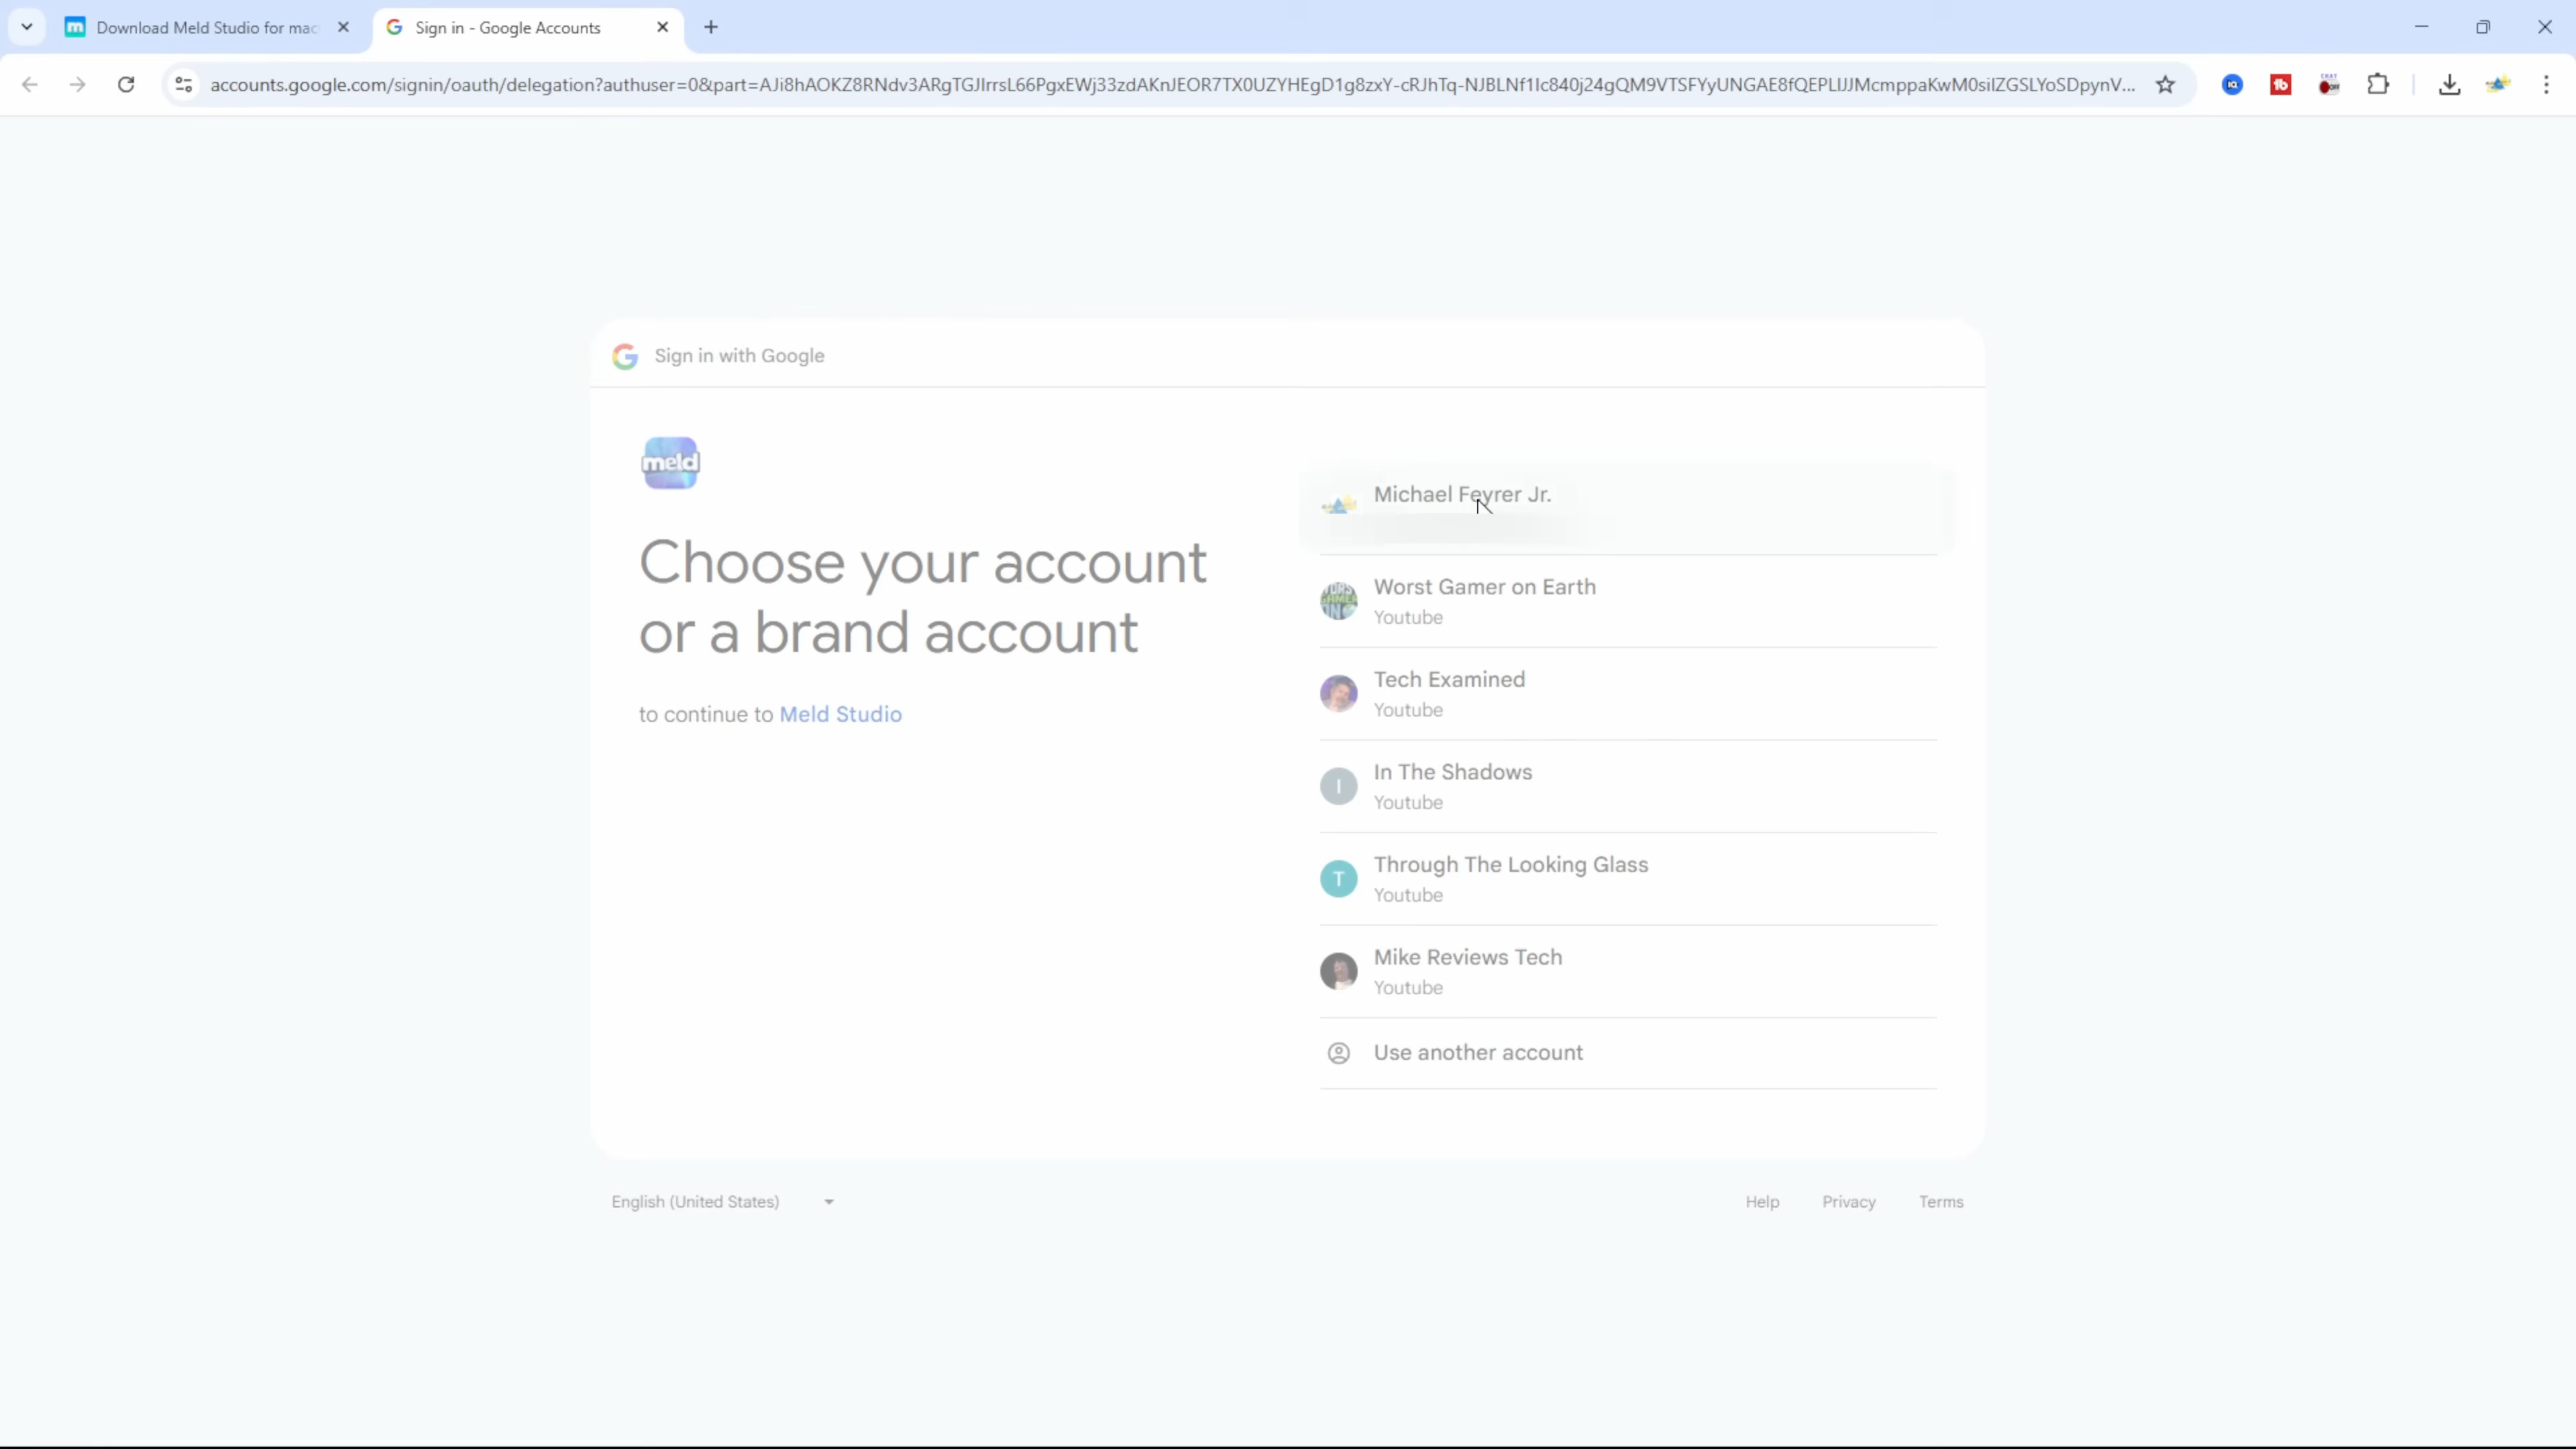 Download Meld Studio for mac
Sign in - Google Accounts
accounts.google.com/signin/oauth/delegation?authuser=0&part=AJi8hAOKZ8RNdv3ARgTGJIrrsL66PgxEWj33zdAKnJEOR7TX0UZYHEgD1g8zxY-cRJhTq-NJBLNf1Ic840j24gQM9VTSFYyUNGAE8fQEPLIJJMcmppaKwM0siIZGSLYoSDpynV...
Sign in with Google
meld
Choose your account
or a brand account
to continue to Meld Studio
Michael Feyrer Jr.
Worst Gamer on Earth
Youtube
Tech Examined
Youtube
I
In The Shadows
Youtube
T
Through The Looking Glass
Youtube
Mike Reviews Tech
Youtube
Use another account
English (United States)
Help
Privacy
Terms